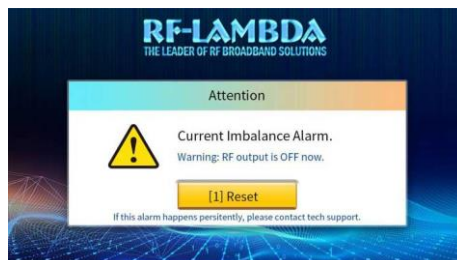 RF-LAMBDA
THE LEADER OF RF BROADBAND SOLUTIONS
Attention
Current Imbalance Alarm.
Warning: RF output is OFF now.
[1] Reset
If this alarm happens persitently, please contact tech support.